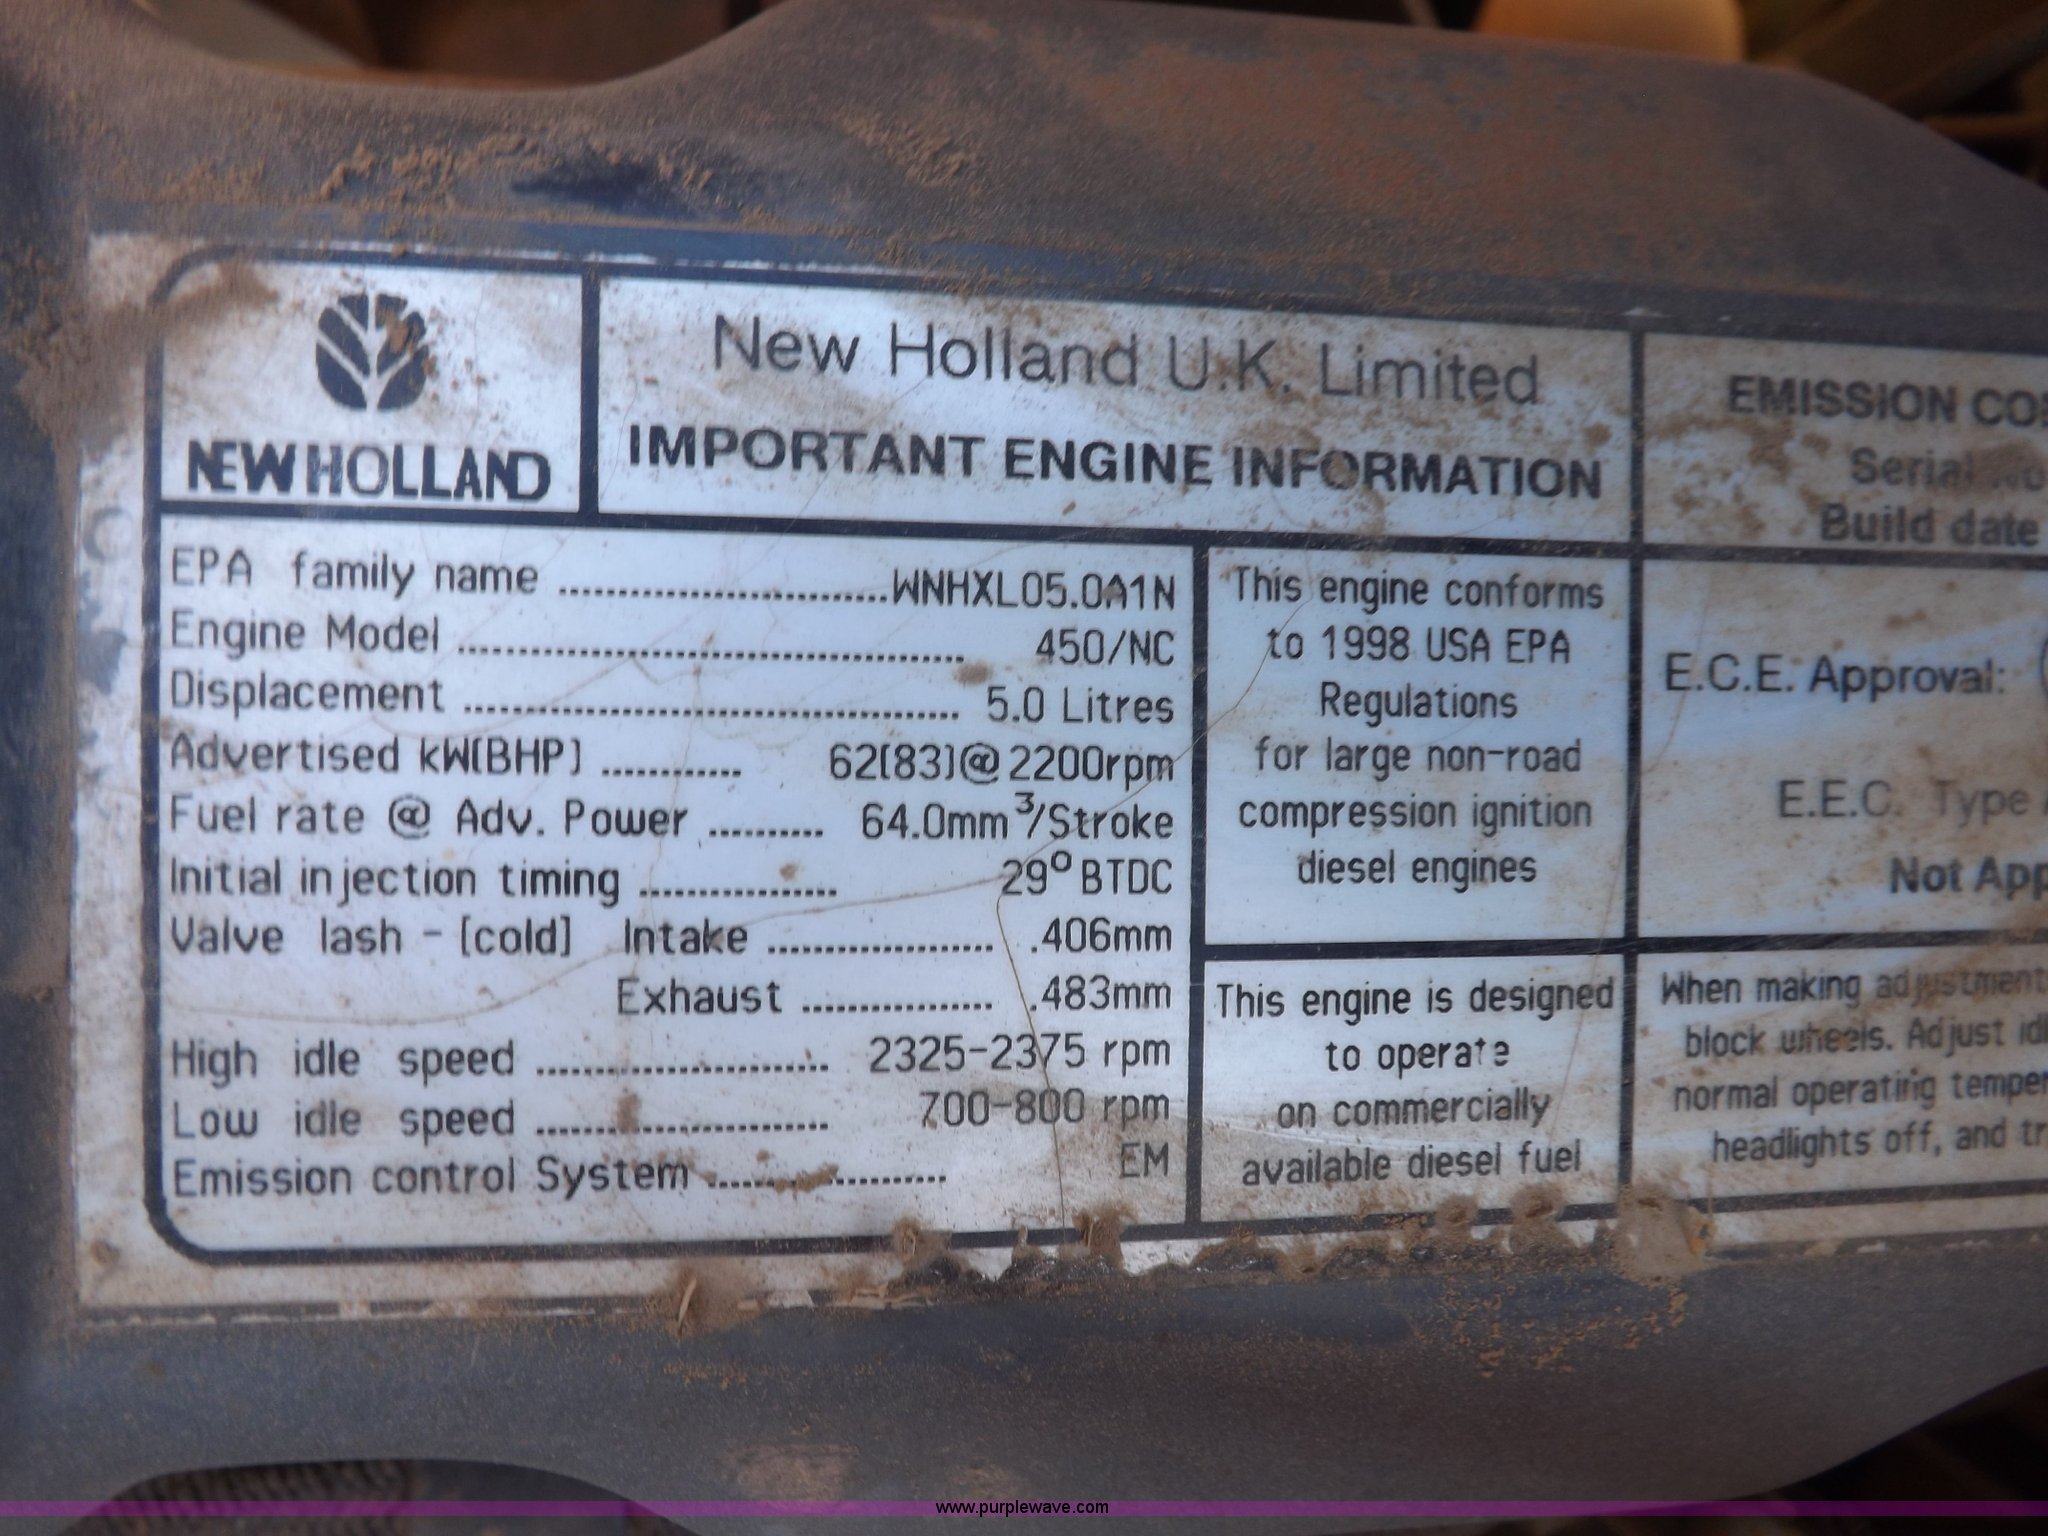 NEW HOLLAND
New Holland U.K. Limited
IMPORTANT ENGINE INFORMATION
EPA family name ............................WNHXL05.0A1N
Engine Model ............................................ 450/NC
Displacement .......................................... 5.0 Litres
Advertised kW(BHP) ............ 62(83)@2200rpm
Fuel rate @ Adv. Power .......... 64.0mm³/Stroke
Initial injection timing ................. 29° BTDC
Valve lash - [cold] Intake .................... .406mm
Exhaust ................. .483mm
High idle speed ......................... 2325-2375 rpm
Low idle speed ......................... 700-800 rpm
Emission control System .................... EM
This engine conforms
to 1998 USA EPA
Regulations
for large non-road
compression ignition
diesel engines
This engine is designed
to operate
on commercially
available diesel fuel
EMISSION
Serial
Build date
E.C.E. Approval:
E.E.C. Type
Not
When making
block wheels. Adjust
normal operating
headlights off, and
www.purplewave.com